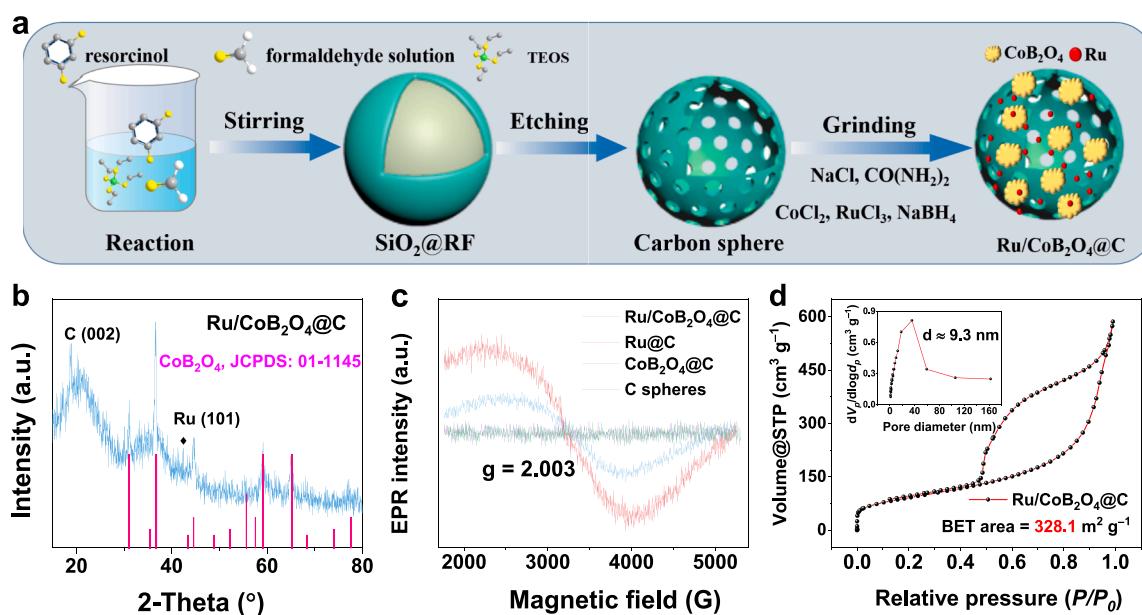 a
resorcinol
formaldehyde solution
TEOS
CoB₂O₄ Ru
Stirring
Etching
Grinding
NaCl, CO(NH₂)₂
CoCl₂, RuCl₃, NaBH₄
Reaction
SiO₂@RF
Carbon sphere
Ru/CoB₂O₄@C
b
C (002)
Ru/CoB₂O₄@C
CoB₂O₄, JCPDS: 01-1145
Ru (101)
♦
Intensity (a.u.)
20 40 60 80
2-Theta (°)
c
Ru/CoB₂O₄@C
Ru@C
CoB₂O₄@C
C spheres
g = 2.003
EPR intensity (a.u.)
2000 3000 4000 5000
Magnetic field (G)
d
600
450
300
150
0
Volume@STP (cm³ g⁻¹)
0.9
0.6
0.3
0.0
dVₚ/dlogdₚ (cm³ g⁻¹)
d ≈ 9.3 nm
0 40 80 120 160
Pore diameter (nm)
Ru/CoB₂O₄@C
BET area = 328.1 m² g⁻¹
0.0 0.2 0.4 0.6 0.8 1.0
Relative pressure (P/P₀)